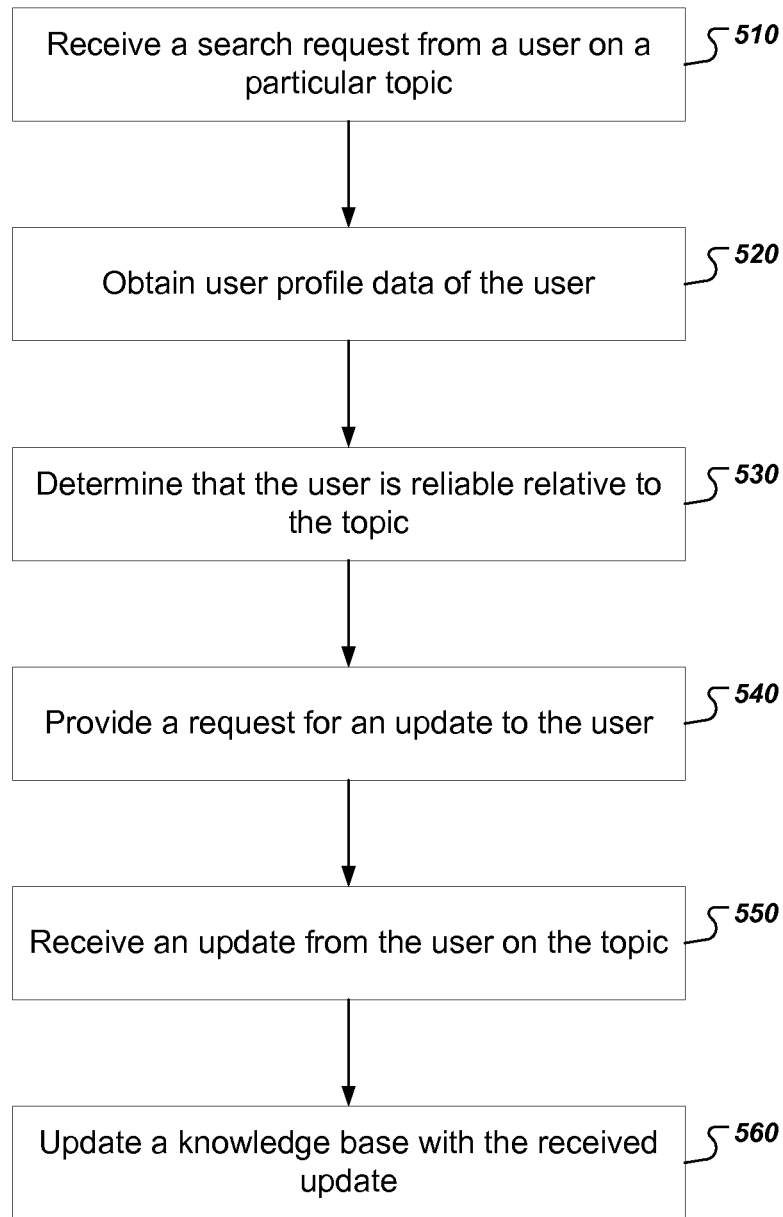 Receive a search request from a user on a
particular topic
510
Obtain user profile data of the user
520
Determine that the user is reliable relative to
the topic
530
Provide a request for an update to the user
540
Receive an update from the user on the topic
550
Update a knowledge base with the received
update
560